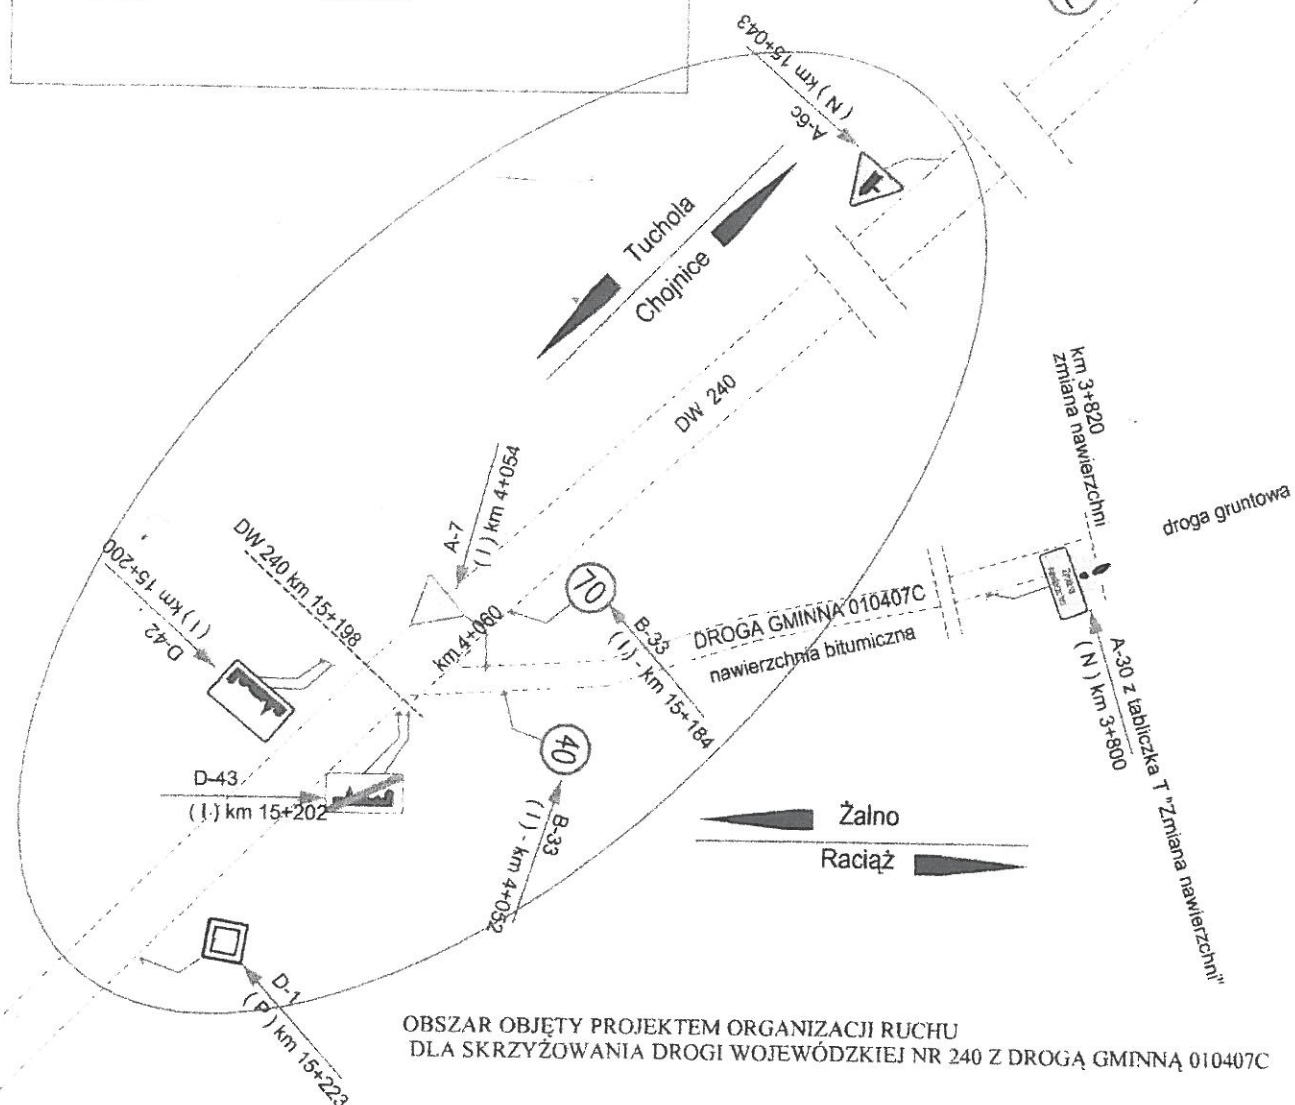 A-6c
( N ) km 15+043
Tuchola
Chojnice
DW 240
km 3+820
zmiana nawierzchni
droga gruntowa
A-7
( I ) km 4+054
DW 240 km 15+198
D-42
( I ) km 15+200
km 4+060
70
B-33
( I ) - km 15+184
DROGA GMINNA 010407C
nawierzchnia bitumiczna
A-30 z tabliczka T "Zmiana nawierzchni"
( N ) km 3+800
40
B-33
( I ) - km 4+052
D-43
( I ) km 15+202
Żalno
Raciąż
D-1
( P ) km 15+223
OBSZAR OBJĘTY PROJEKTEM ORGANIZACJI RUCHU
DLA SKRZYŻOWANIA DROGI WOJEWÓDZKIEJ NR 240 Z DROGĄ GMINNĄ 010407C